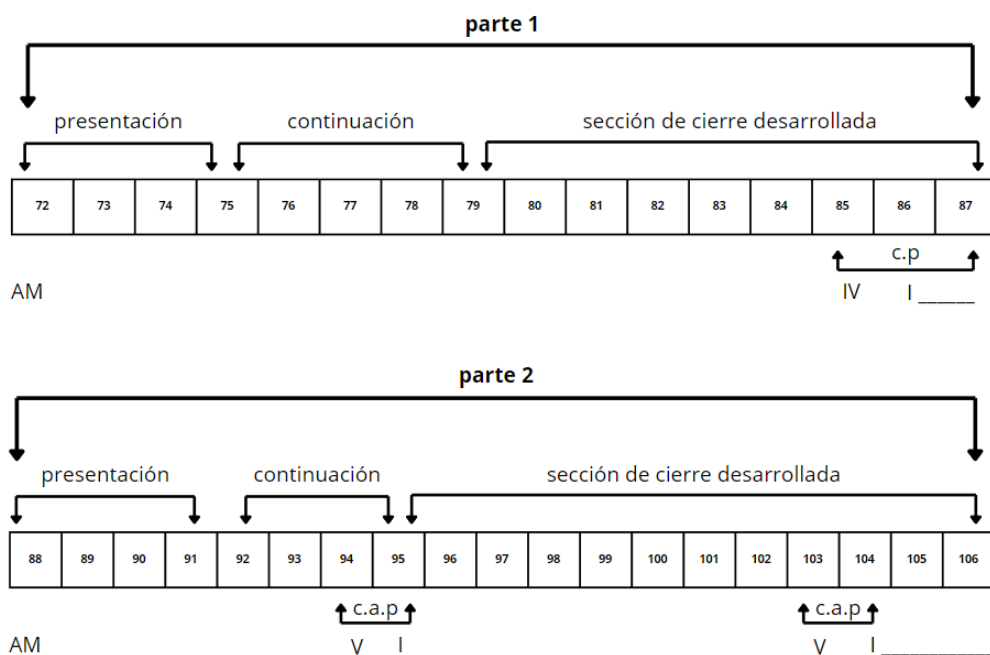 parte 1
presentación continuación sección de cierre desarrollada
72 73 74 75 76 77 78 79 80 81 82 83 84 85 86 87
c.p
AM IV I ______
parte 2
presentación continuación sección de cierre desarrollada
88 89 90 91 92 93 94 95 96 97 98 99 100 101 102 103 104 105 106
c.a.p c.a.p
AM V I V I ___________